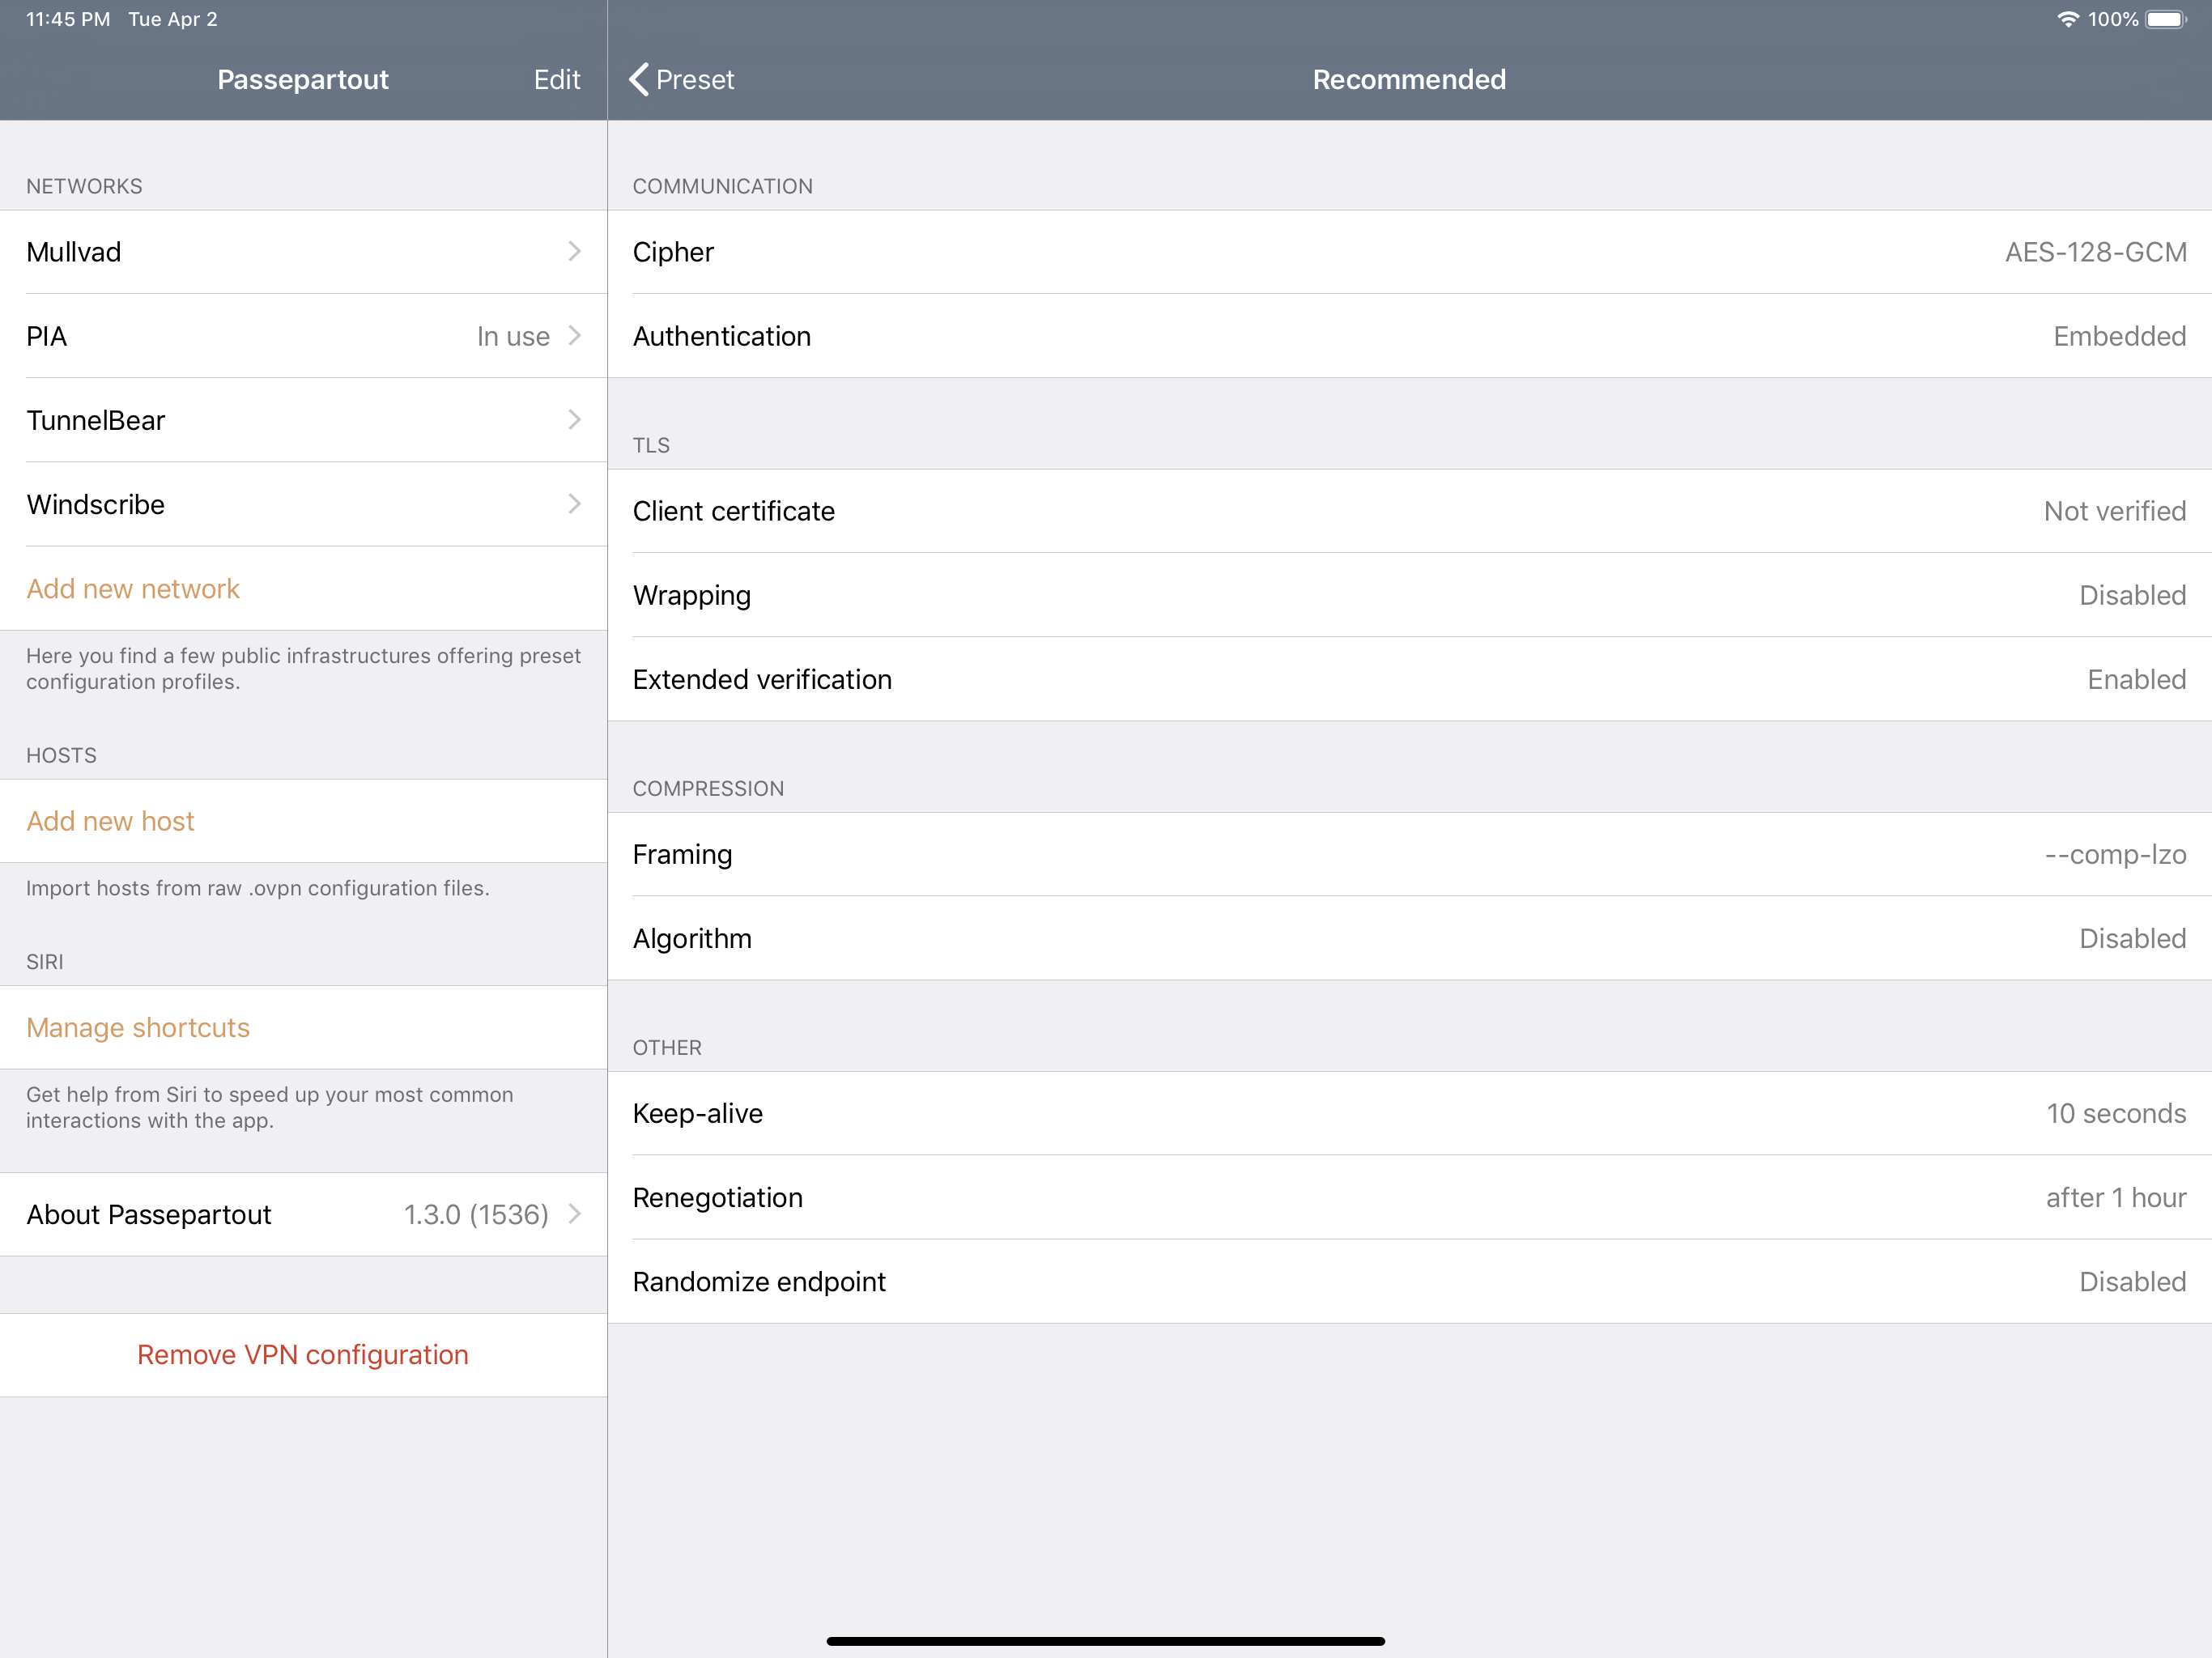 11:45 PM Tue Apr 2
100%
Passepartout
Edit
NETWORKS
Mullvad
PIA In use
TunnelBear
Windscribe
Add new network
Here you find a few public infrastructures offering preset
configuration profiles.
HOSTS
Add new host
Import hosts from raw .ovpn configuration files.
SIRI
Manage shortcuts
Get help from Siri to speed up your most common
interactions with the app.
About Passepartout 1.3.0 (1536)
Remove VPN configuration
Preset
Recommended
COMMUNICATION
Cipher AES-128-GCM
Authentication Embedded
TLS
Client certificate Not verified
Wrapping Disabled
Extended verification Enabled
COMPRESSION
Framing --comp-lzo
Algorithm Disabled
OTHER
Keep-alive 10 seconds
Renegotiation after 1 hour
Randomize endpoint Disabled